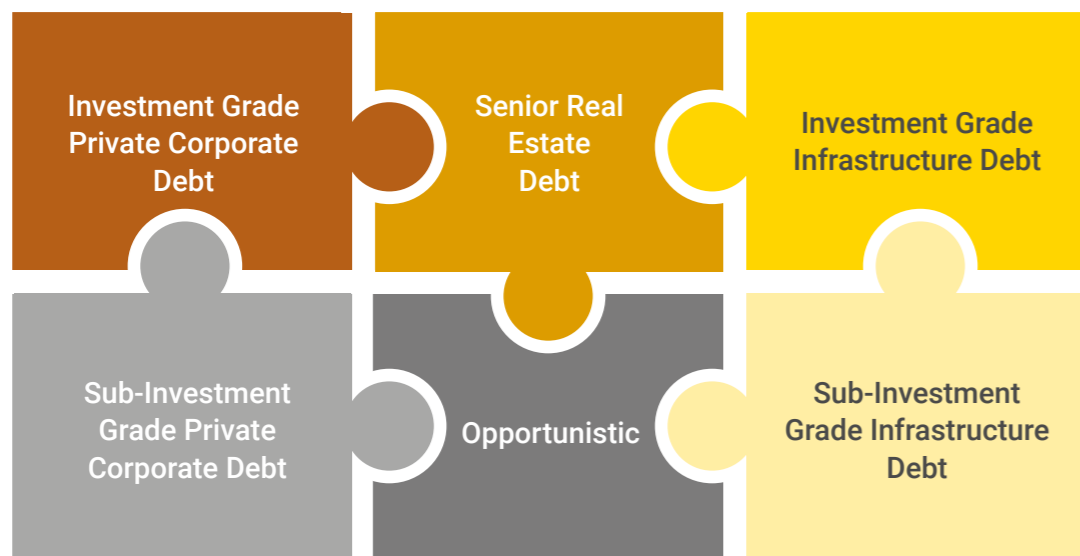 Investment Grade
Private Corporate
Debt
Senior Real
Estate
Debt
Investment Grade
Infrastructure Debt
Sub-Investment
Grade Private
Corporate Debt
Opportunistic
Sub-Investment
Grade Infrastructure
Debt